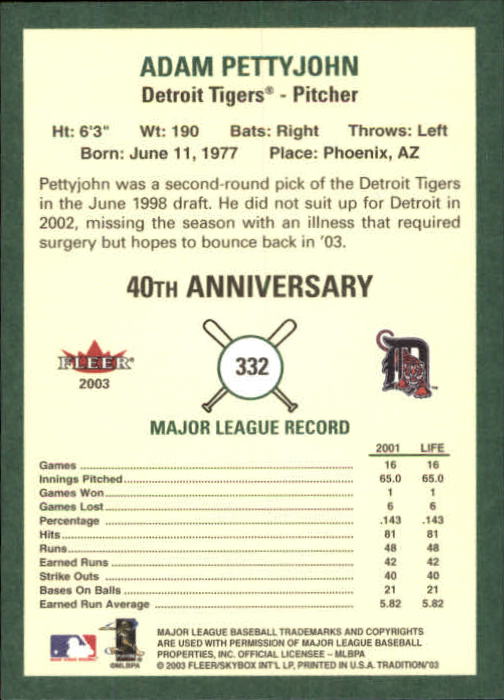 ADAM PETTYJOHN
Detroit Tigers® - Pitcher
Ht: 6'3" Wt: 190 Bats: Right Throws: Left
Born: June 11, 1977 Place: Phoenix, AZ
Pettyjohn was a second-round pick of the Detroit Tigers
in the June 1998 draft. He did not suit up for Detroit in
2002, missing the season with an illness that required
surgery but hopes to bounce back in '03.
40TH ANNIVERSARY
FLEER®
2003
332
D
MAJOR LEAGUE RECORD
2001 LIFE
Games 16 16
Innings Pitched 65.0 65.0
Games Won 1 1
Games Lost 6 6
Percentage .143 .143
Hits 81 81
Runs 48 48
Earned Runs 42 42
Strike Outs 40 40
Bases On Balls 21 21
Earned Run Average 5.82 5.82
©MLBPA
MAJOR LEAGUE BASEBALL TRADEMARKS AND COPYRIGHTS
ARE USED WITH PERMISSION OF MAJOR LEAGUE BASEBALL
PROPERTIES, INC. OFFICIAL LICENSEE - MLBPA
© 2003 FLEER/SKYBOX INT'L LP, PRINTED IN U.S.A. TRADITION/'03